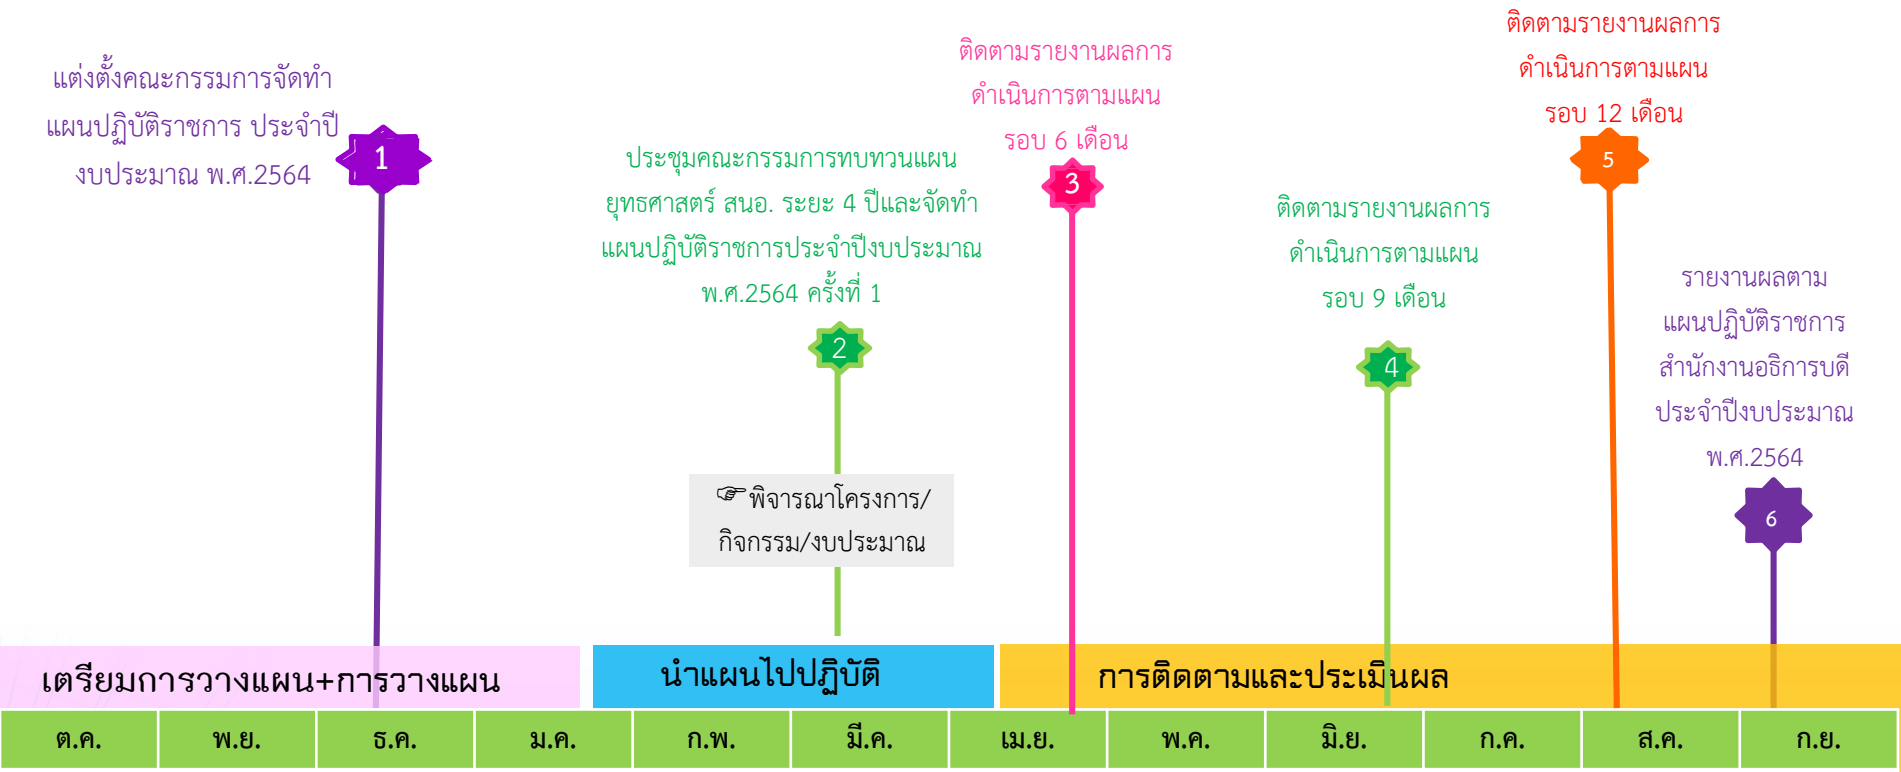 แต่งตั้งคณะกรรมการจัดทำ
แผนปฏิบัติราชการ ประจำปี
งบประมาณ พ.ศ.2564
1
ประชุมคณะกรรมการทบทวนแผน
ยุทธศาสตร์ สนอ. ระยะ 4 ปีและจัดทำ
แผนปฏิบัติราชการประจำปีงบประมาณ
พ.ศ.2564 ครั้งที่ 1
2
☞พิจารณาโครงการ/
กิจกรรม/งบประมาณ
ติดตามรายงานผลการ
ดำเนินการตามแผน
รอบ 6 เดือน
3
ติดตามรายงานผลการ
ดำเนินการตามแผน
รอบ 9 เดือน
4
ติดตามรายงานผลการ
ดำเนินการตามแผน
รอบ 12 เดือน
5
รายงานผลตาม
แผนปฏิบัติราชการ
สำนักงานอธิการบดี
ประจำปีงบประมาณ
พ.ศ.2564
6
เตรียมการวางแผน+การวางแผน
นำแผนไปปฏิบัติ
การติดตามและประเมินผล
ต.ค. พ.ย. ธ.ค. ม.ค. ก.พ. มี.ค. เม.ย. พ.ค. มิ.ย. ก.ค. ส.ค. ก.ย.